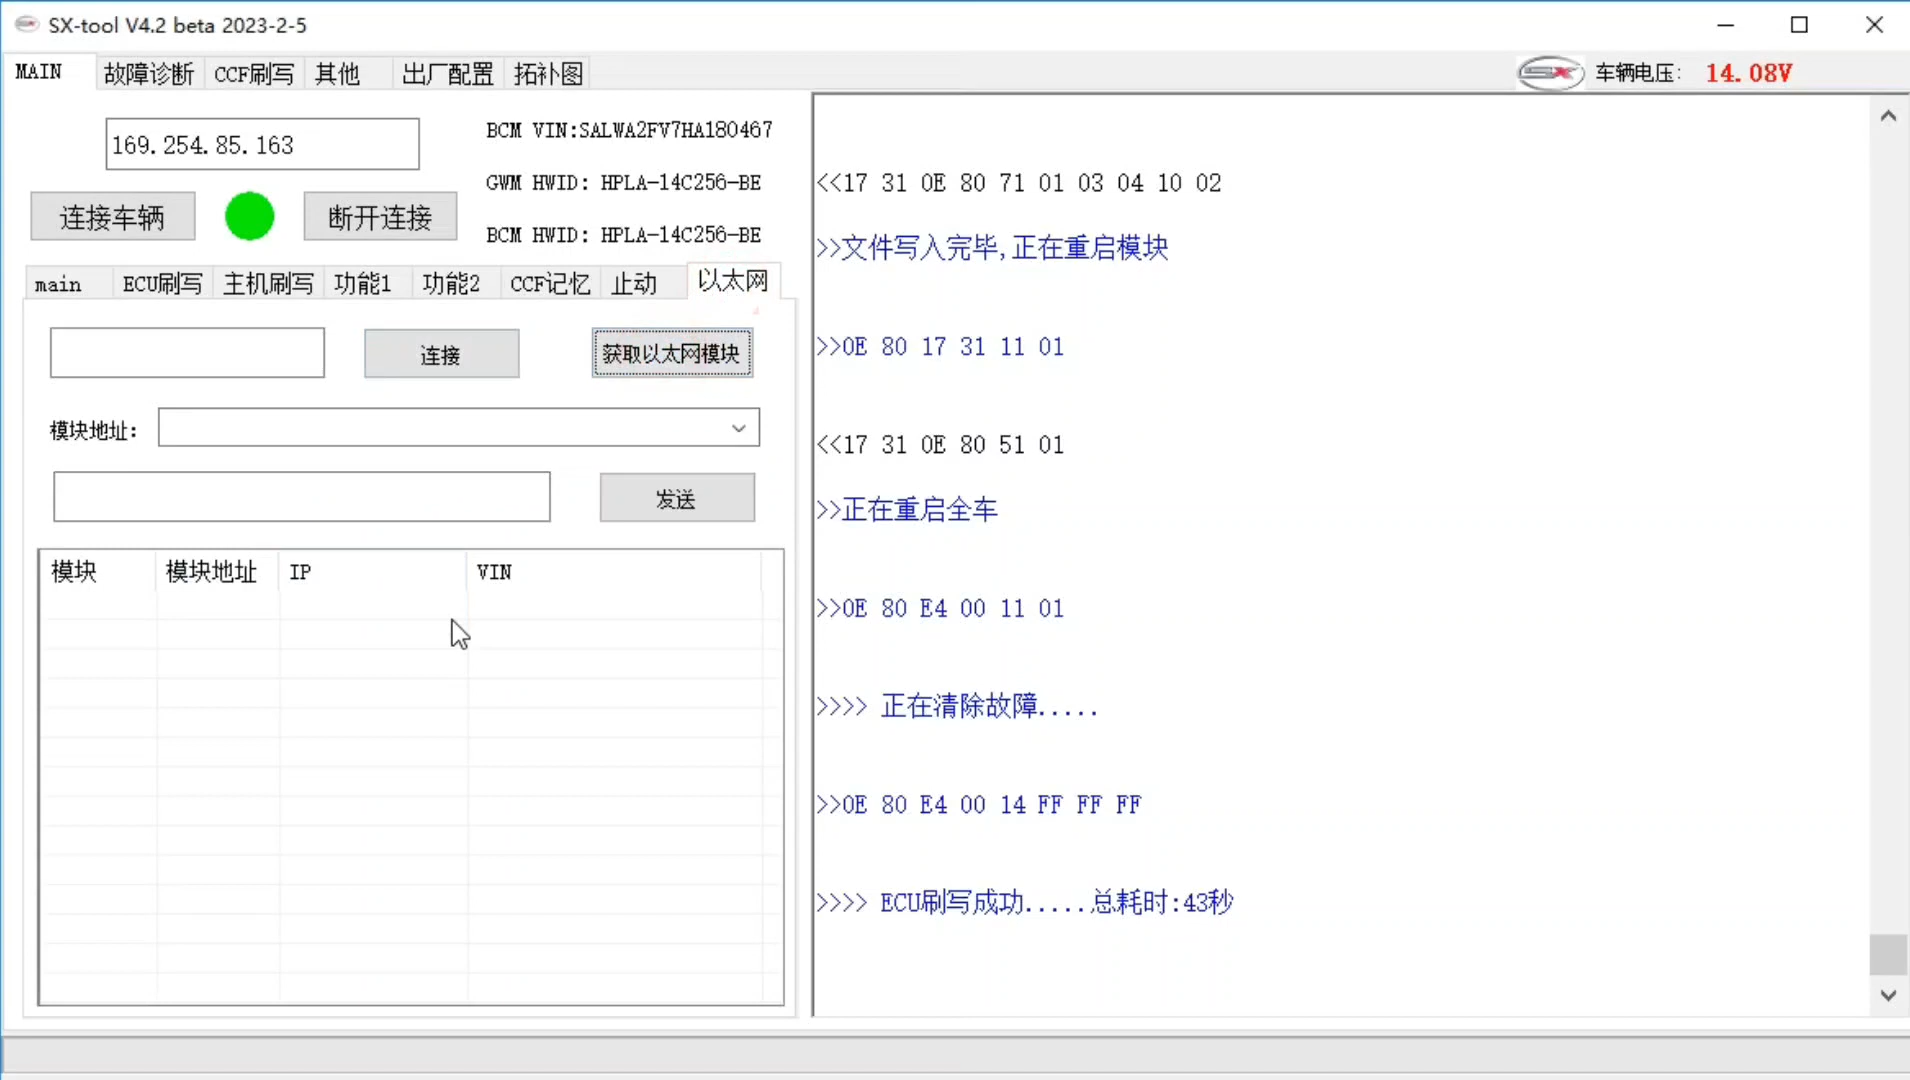 SX-tool V4.2 beta 2023-2-5
MAIN 故障诊断 CCF刷写 其他 出厂配置 拓补图
SX 车辆电压: 14.08V
169.254.85.163
BCM VIN:SALWA2FV7HA180467
GWM HWID: HPLA-14C256-BE
连接车辆 断开连接
BCM HWID: HPLA-14C256-BE
main ECU刷写 主机刷写 功能1 功能2 CCF记忆 止动 以太网
连接 获取以太网模块
模块地址:
发送
模块 模块地址 IP VIN
<<17 31 0E 80 71 01 03 04 10 02
>>文件写入完毕,正在重启模块
>>0E 80 17 31 11 01
<<17 31 0E 80 51 01
>>正在重启全车
>>0E 80 E4 00 11 01
>>>> 正在清除故障.....
>>0E 80 E4 00 14 FF FF FF
>>>> ECU刷写成功.....总耗时:43秒